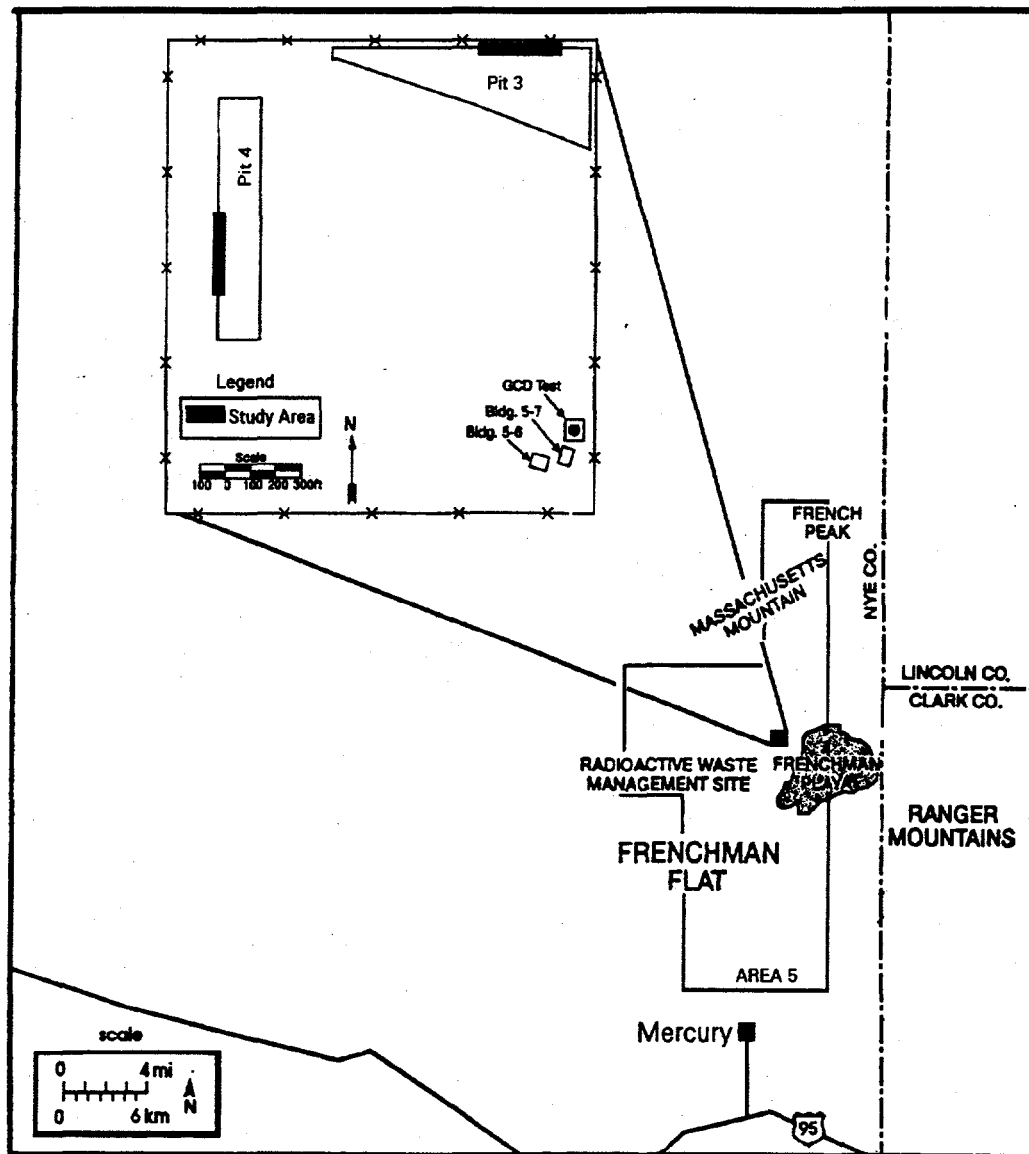 Pit 3
Pit 4
Legend
Study Area
Scale
100 0 100 200 300ft
N
GCD Test
Bldg. 5-7
Bldg. 5-6
FRENCH
PEAK
MASSACHUSETTS
MOUNTAIN
NYE CO.
LINCOLN CO.
CLARK CO.
RADIOACTIVE WASTE
MANAGEMENT SITE
FRENCHMAN
PLAYA
RANGER
MOUNTAINS
FRENCHMAN
FLAT
AREA 5
Mercury
95
scale
0 4 mi
0 6 km
N